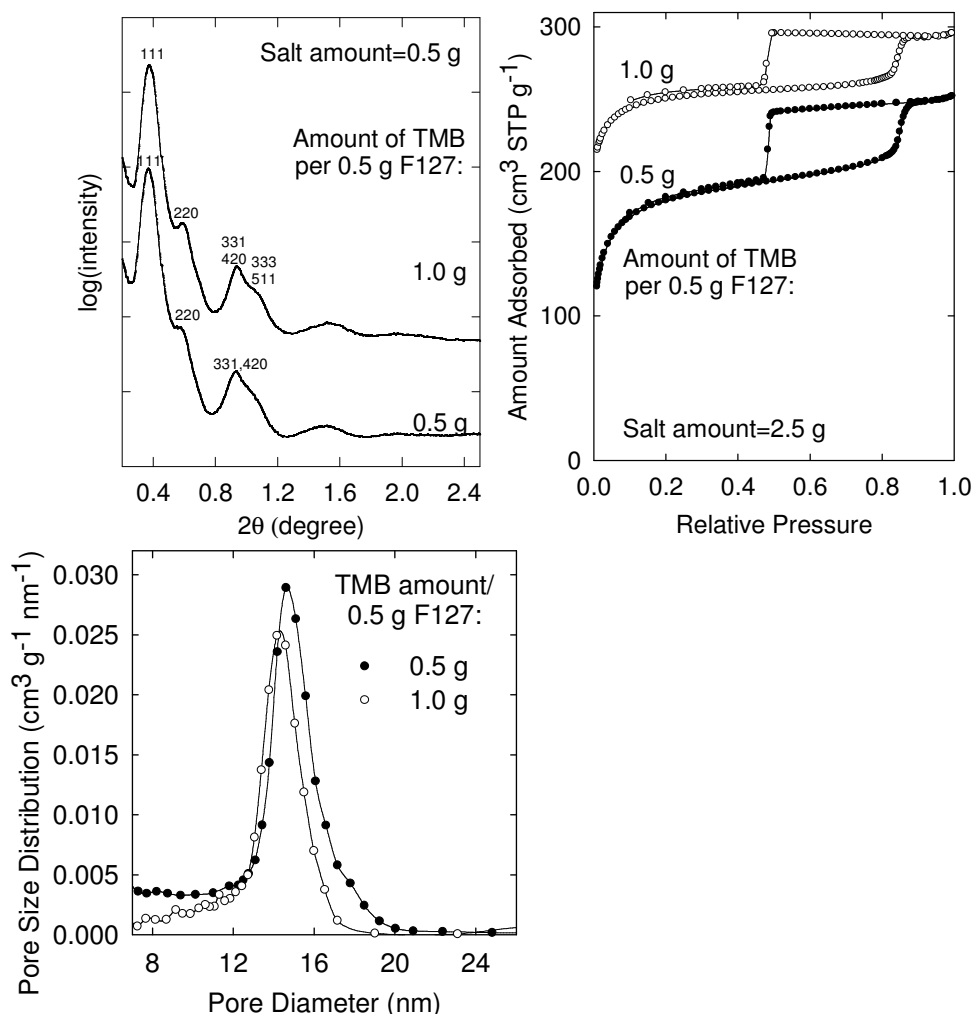 111
Salt amount=0.5 g
Amount of TMB
per 0.5 g F127:
111
220
331
420
333
511
1.0 g
220
331,420
0.5 g
log(intensity)
0.4 0.8 1.2 1.6 2.0 2.4
2θ (degree)
300
200
100
0
Amount Adsorbed (cm³ STP g⁻¹)
1.0 g
0.5 g
Amount of TMB
per 0.5 g F127:
Salt amount=2.5 g
0.0 0.2 0.4 0.6 0.8 1.0
Relative Pressure
0.030
0.025
0.020
0.015
0.010
0.005
0.000
Pore Size Distribution (cm³ g⁻¹ nm⁻¹)
TMB amount/
0.5 g F127:
0.5 g
1.0 g
8 12 16 20 24
Pore Diameter (nm)